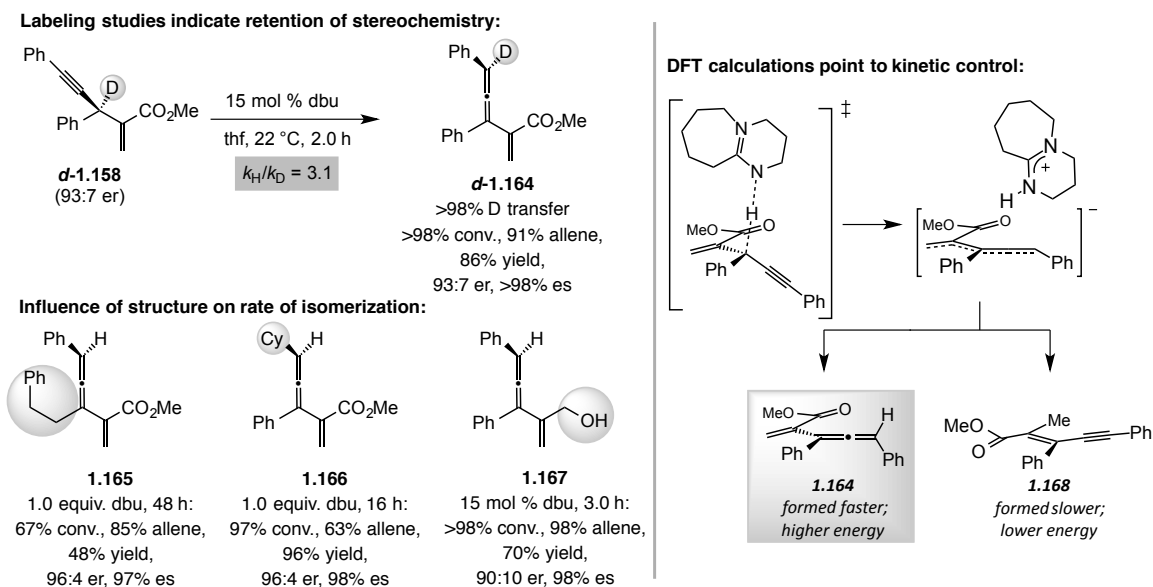 Labeling studies indicate retention of stereochemistry:
Ph
D
CO2Me
Ph
d-1.158
(93:7 er)
15 mol % dbu
thf, 22 °C, 2.0 h
kH/kD = 3.1
Ph
D
Ph
CO2Me
d-1.164
>98% D transfer
>98% conv., 91% allene,
86% yield,
93:7 er, >98% es
Influence of structure on rate of isomerization:
Ph
H
Ph
CO2Me
1.165
1.0 equiv. dbu, 48 h:
67% conv., 85% allene,
48% yield,
96:4 er, 97% es
Cy
H
Ph
CO2Me
1.166
1.0 equiv. dbu, 16 h:
97% conv., 63% allene,
96% yield,
96:4 er, 98% es
Ph
H
Ph
OH
1.167
15 mol % dbu, 3.0 h:
>98% conv., 98% allene,
70% yield,
90:10 er, 98% es
DFT calculations point to kinetic control:
‡
N
N
H
MeO
O
Ph
Ph
N
+
N
H
MeO
O
–
Ph
Ph
MeO
O
H
Ph
Ph
1.164
formed faster;
higher energy
MeO
Me
O
Ph
Ph
1.168
formed slower;
lower energy